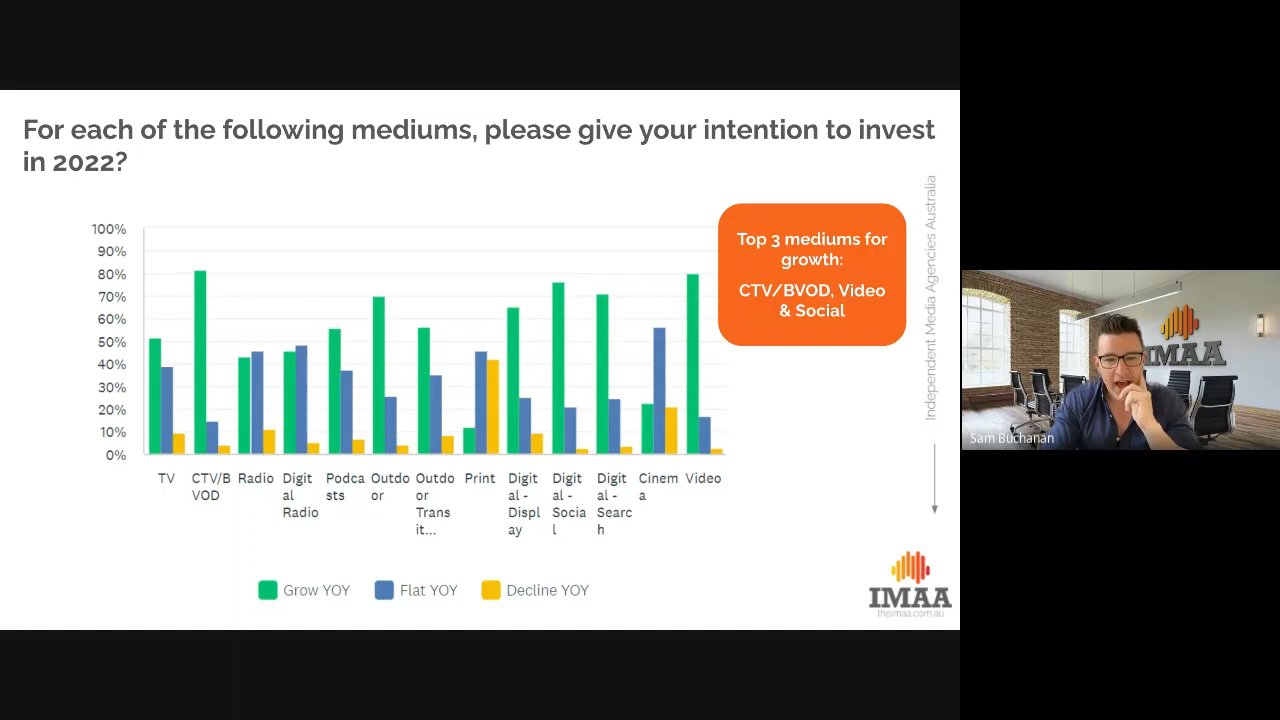 For each of the following mediums, please give your intention to invest
in 2022?
Independent Media Agencies Australia
Top 3 mediums for
growth:
CTV/BVOD, Video
& Social
100%
90%
80%
70%
60%
50%
40%
30%
20%
10%
0%
TV
CTV/B
VOD
Radio
Digit
al
Radio
Podca
sts
Outdo
or
Outdo
or
Trans
it...
Print
Digit
al -
Displ
ay
Digit
al -
Socia
l
Digit
al -
Searc
h
Cinem
a
Video
Grow YOY
Flat YOY
Decline YOY
IMAA
theimaa.com.au
IMAA
Sam Buchanan